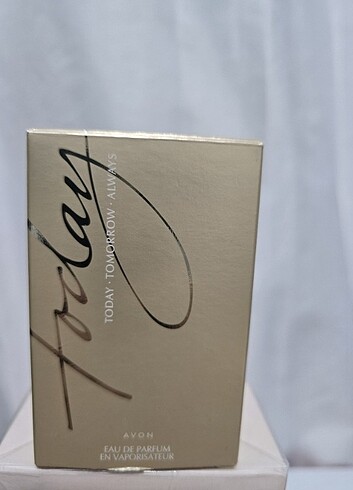 today
TODAY · TOMORROW · ALWAYS
AVON
EAU DE PARFUM
EN VAPORISATEUR